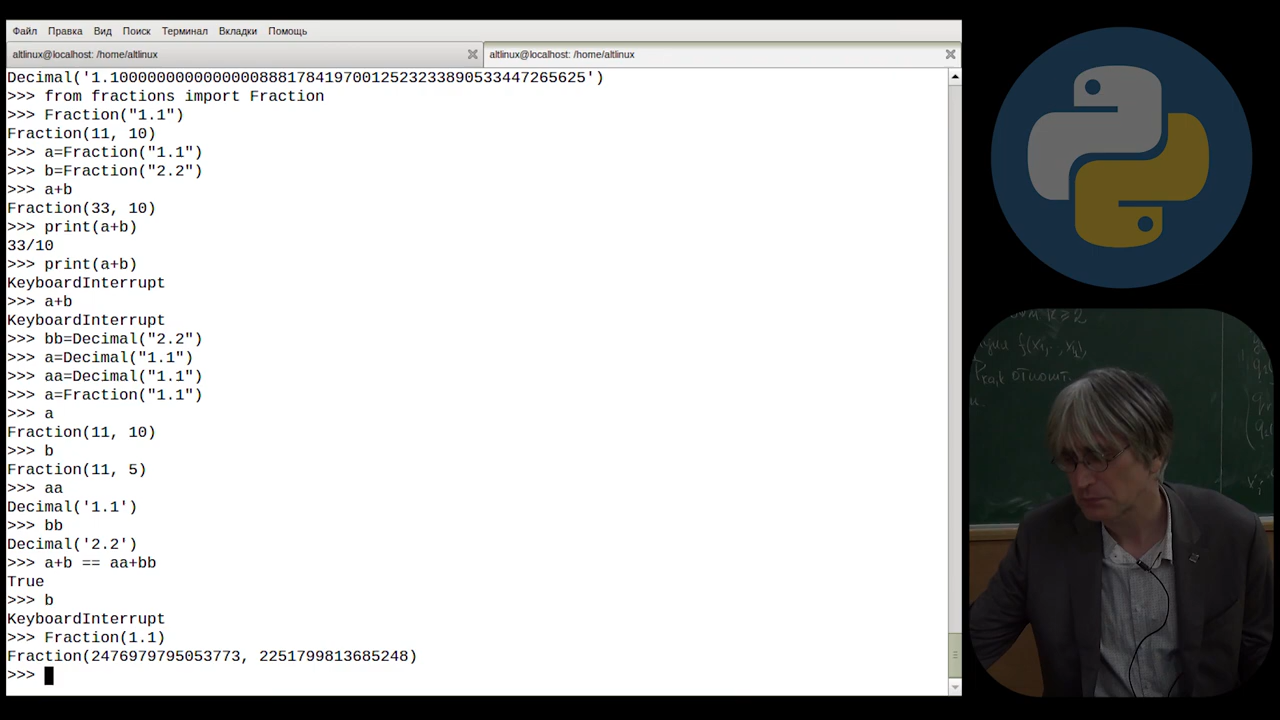 Файл Правка Вид Поиск Терминал Вкладки Помощь
altlinux@localhost: /home/altlinux altlinux@localhost: /home/altlinux
Decimal('1.100000000000000088817841970012523233890533447265625')
>>> from fractions import Fraction
>>> Fraction("1.1")
Fraction(11, 10)
>>> a=Fraction("1.1")
>>> b=Fraction("2.2")
>>> a+b
Fraction(33, 10)
>>> print(a+b)
33/10
>>> print(a+b)
KeyboardInterrupt
>>> a+b
KeyboardInterrupt
>>> bb=Decimal("2.2")
>>> a=Decimal("1.1")
>>> aa=Decimal("1.1")
>>> a=Fraction("1.1")
>>> a
Fraction(11, 10)
>>> b
Fraction(11, 5)
>>> aa
Decimal('1.1')
>>> bb
Decimal('2.2')
>>> a+b == aa+bb
True
>>> b
KeyboardInterrupt
>>> Fraction(1.1)
Fraction(2476979795053773, 2251799813685248)
>>>